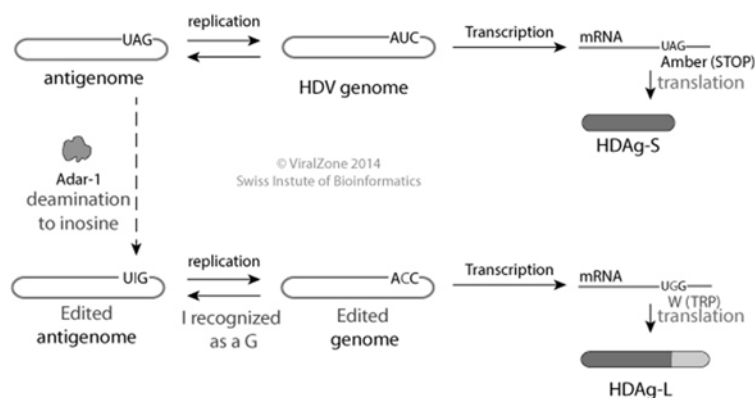 UAG
replication
AUC
Transcription
mRNA
UAG
Amber (STOP)
translation
antigenome
HDV genome
HDAg-S
© ViralZone 2014
Swiss Instute of Bioinformatics
Adar-1
deamination
to inosine
UIG
replication
ACC
Transcription
mRNA
UGG
W (TRP)
translation
Edited
antigenome
I recognized
as a G
Edited
genome
HDAg-L